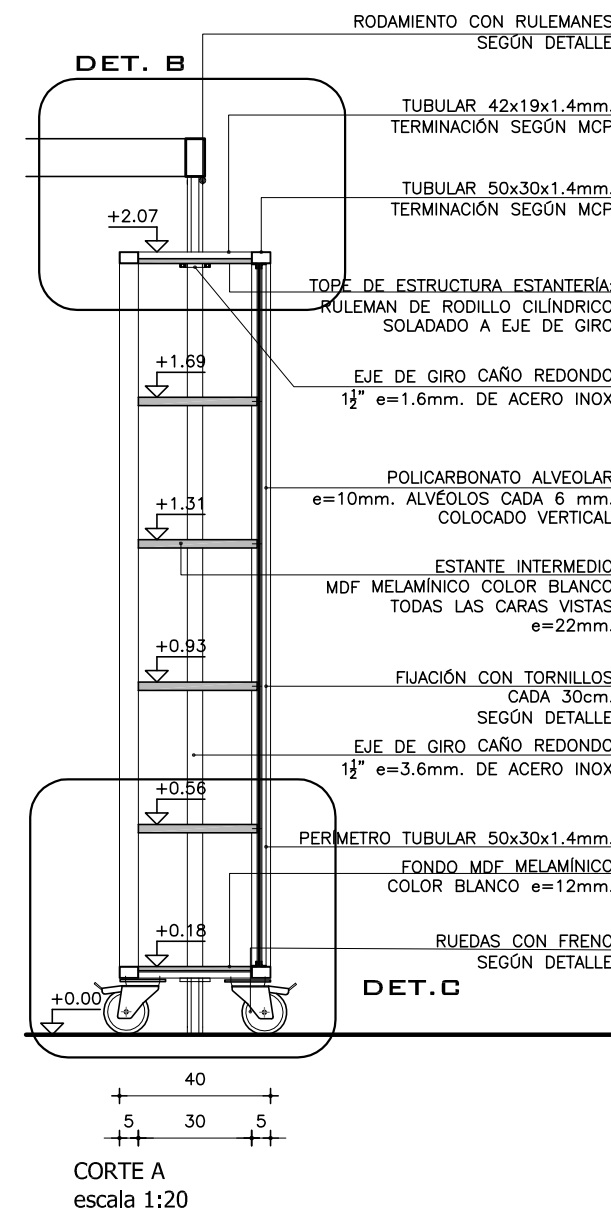 RODAMIENTO CON RULEMANES
SEGÚN DETALLE
DET. B
TUBULAR 42x19x1.4mm.
TERMINACIÓN SEGÚN MCP
TUBULAR 50x30x1.4mm.
TERMINACIÓN SEGÚN MCP
+2.07
TOPE DE ESTRUCTURA ESTANTERÍA:
RULEMAN DE RODILLO CILÍNDRICO
SOLADADO A EJE DE GIRO
+1.69
EJE DE GIRO CAÑO REDONDO
1½" e=1.6mm. DE ACERO INOX
POLICARBONATO ALVEOLAR
e=10mm. ALVÉOLOS CADA 6 mm.
COLOCADO VERTICAL
+1.31
ESTANTE INTERMEDIO
MDF MELAMÍNICO COLOR BLANCO
TODAS LAS CARAS VISTAS
e=22mm.
+0.93
FIJACIÓN CON TORNILLOS
CADA 30cm.
SEGÚN DETALLE
EJE DE GIRO CAÑO REDONDO
1½" e=3.6mm. DE ACERO INOX
+0.56
PERÍMETRO TUBULAR 50x30x1.4mm.
FONDO MDF MELAMÍNICO
COLOR BLANCO e=12mm.
+0.18
RUEDAS CON FRENO
SEGÚN DETALLE
DET.C
+0.00
40
5 30 5
CORTE A
escala 1:20